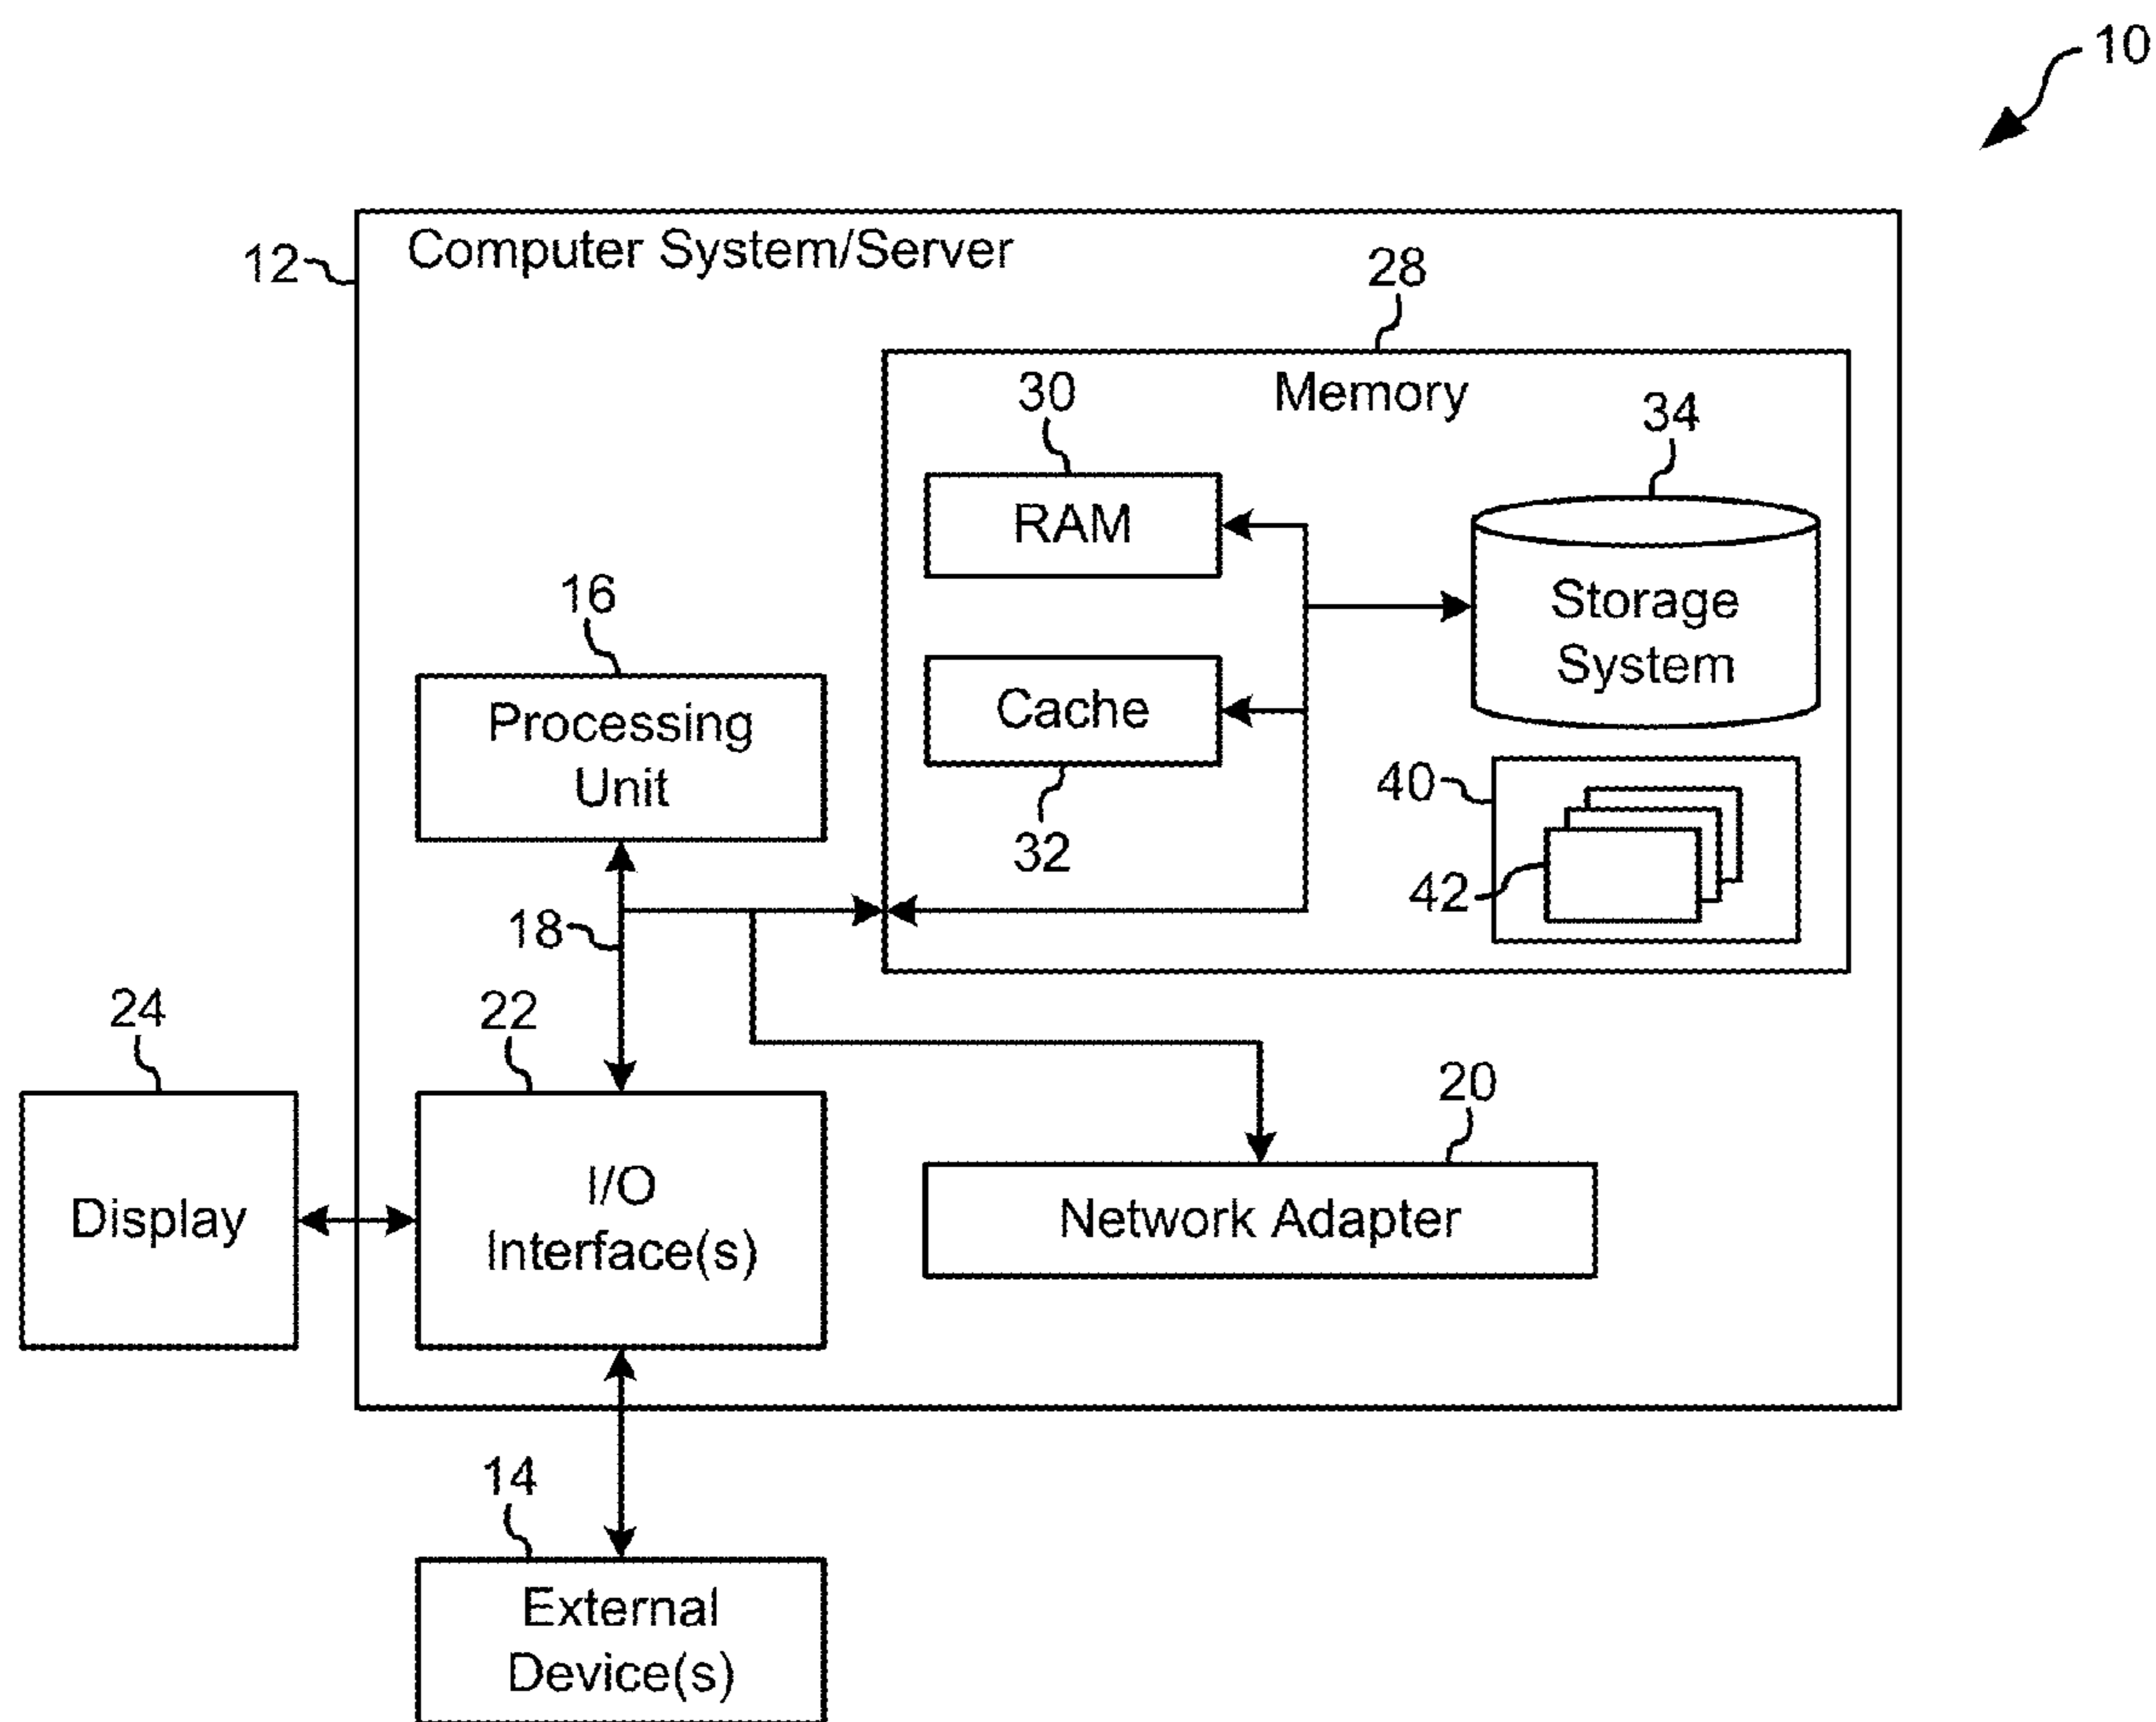 10
12
Computer System/Server
28
Memory
30
RAM
34
Storage
System
16
Processing
Unit
Cache
32
40
42
18
24
22
Display
I/O
Interface(s)
20
Network Adapter
14
External
Device(s)